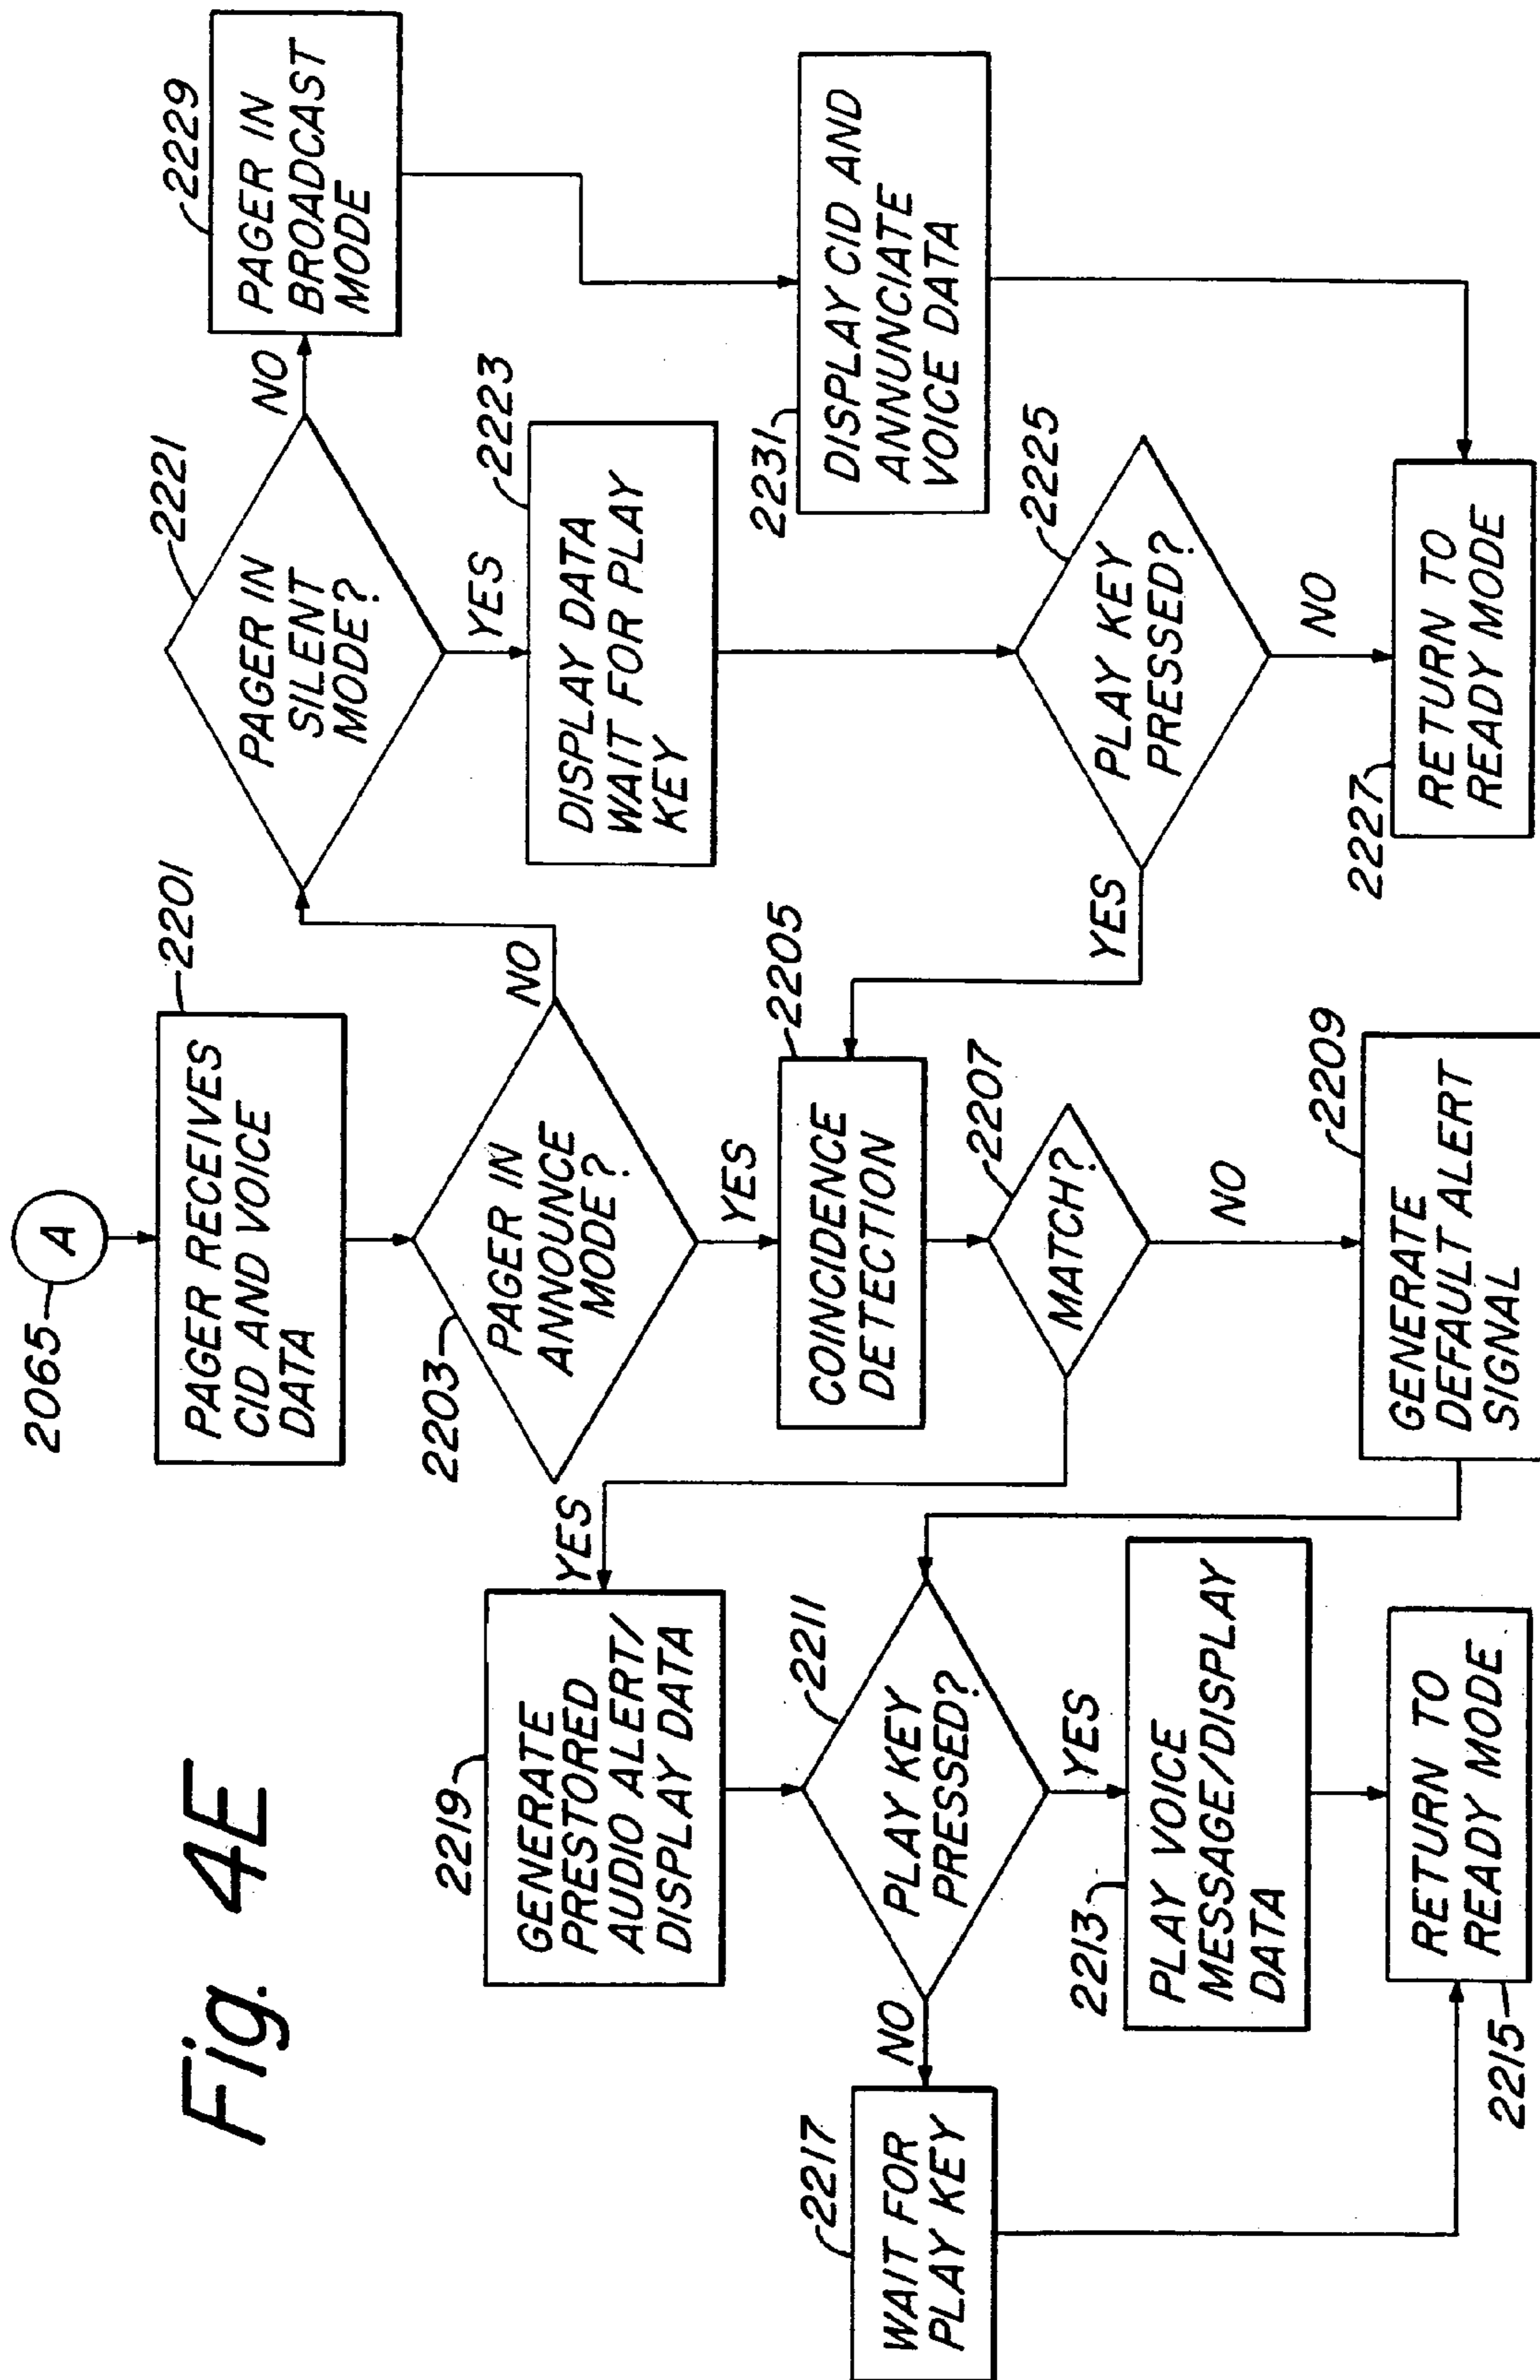 Fig. 4E
2065
A
PAGER RECEIVES
CID AND VOICE
DATA
2201
2203
PAGER IN
ANNOUNCE
MODE?
NO
YES
PAGER IN
SILENT
MODE?
2221
NO
PAGER IN
BROADCAST
MODE
2229
YES
DISPLAY DATA
WAIT FOR PLAY
KEY
2223
2231
DISPLAY CID AND
ANNUNCIATE
VOICE DATA
PLAY KEY
PRESSED?
2225
YES
NO
2227
RETURN TO
READY MODE
COINCIDENCE
DETECTION
2205
MATCH?
2207
YES
NO
GENERATE
DEFAULT ALERT
SIGNAL
2209
2219
GENERATE
PRESTORED
AUDIO ALERT/
DISPLAY DATA
PLAY KEY
PRESSED?
2211
NO
YES
2217
WAIT FOR
PLAY KEY
2213
PLAY VOICE
MESSAGE/DISPLAY
DATA
RETURN TO
READY MODE
2215